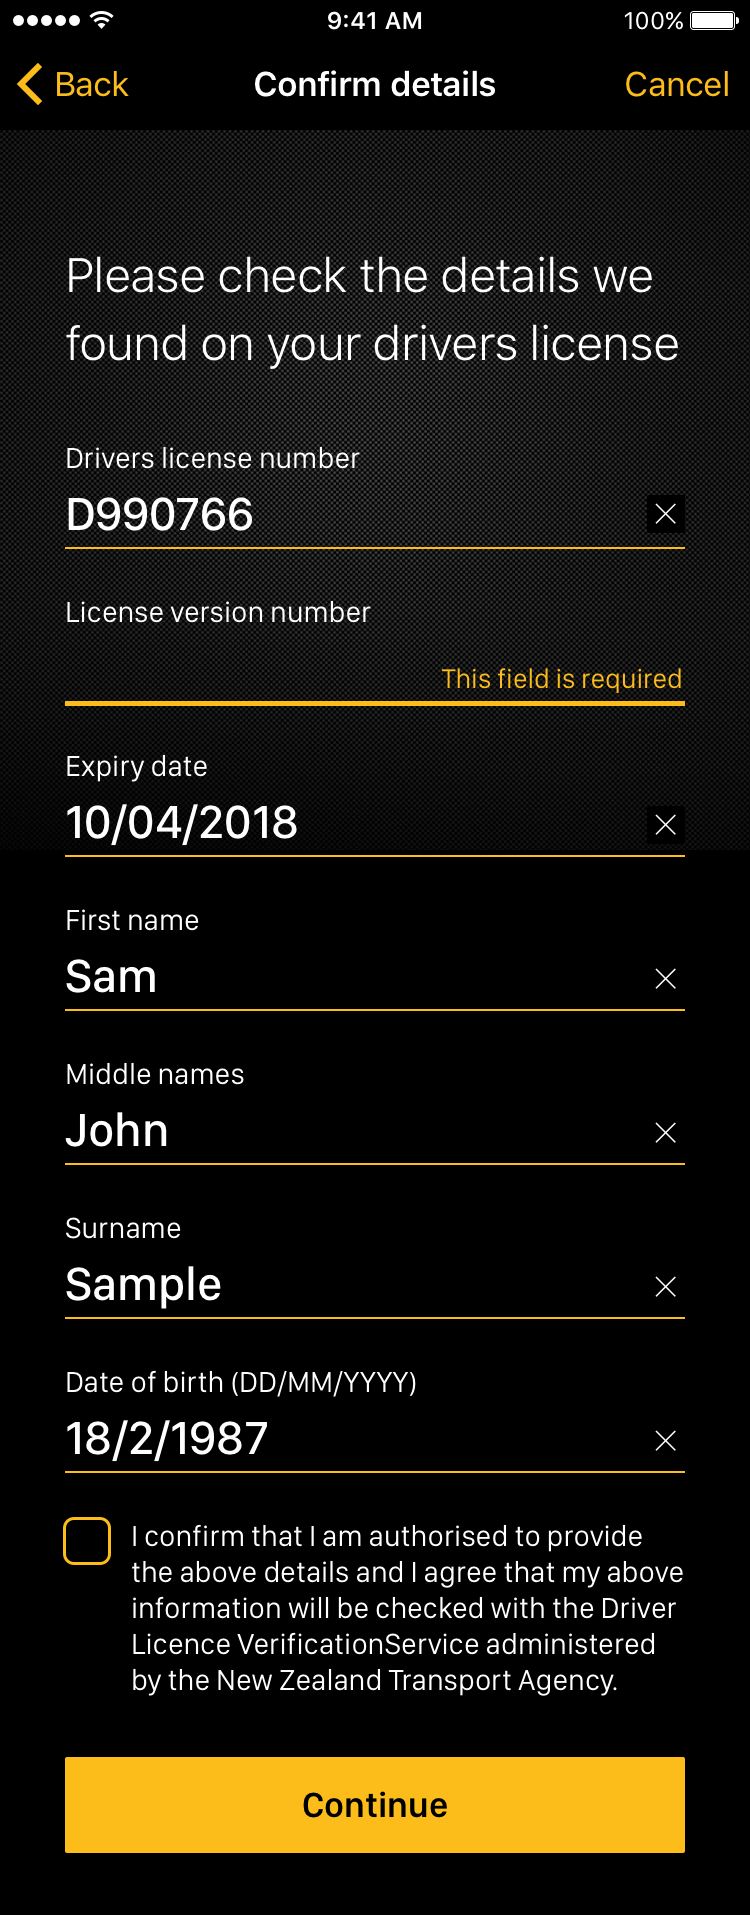 9:41 AM
100%
Back
Confirm details
Cancel
Please check the details we
found on your drivers license
Drivers license number
D990766
License version number
This field is required
Expiry date
10/04/2018
First name
Sam
Middle names
John
Surname
Sample
Date of birth (DD/MM/YYYY)
18/2/1987
I confirm that I am authorised to provide
the above details and I agree that my above
information will be checked with the Driver
Licence VerificationService administered
by the New Zealand Transport Agency.
Continue